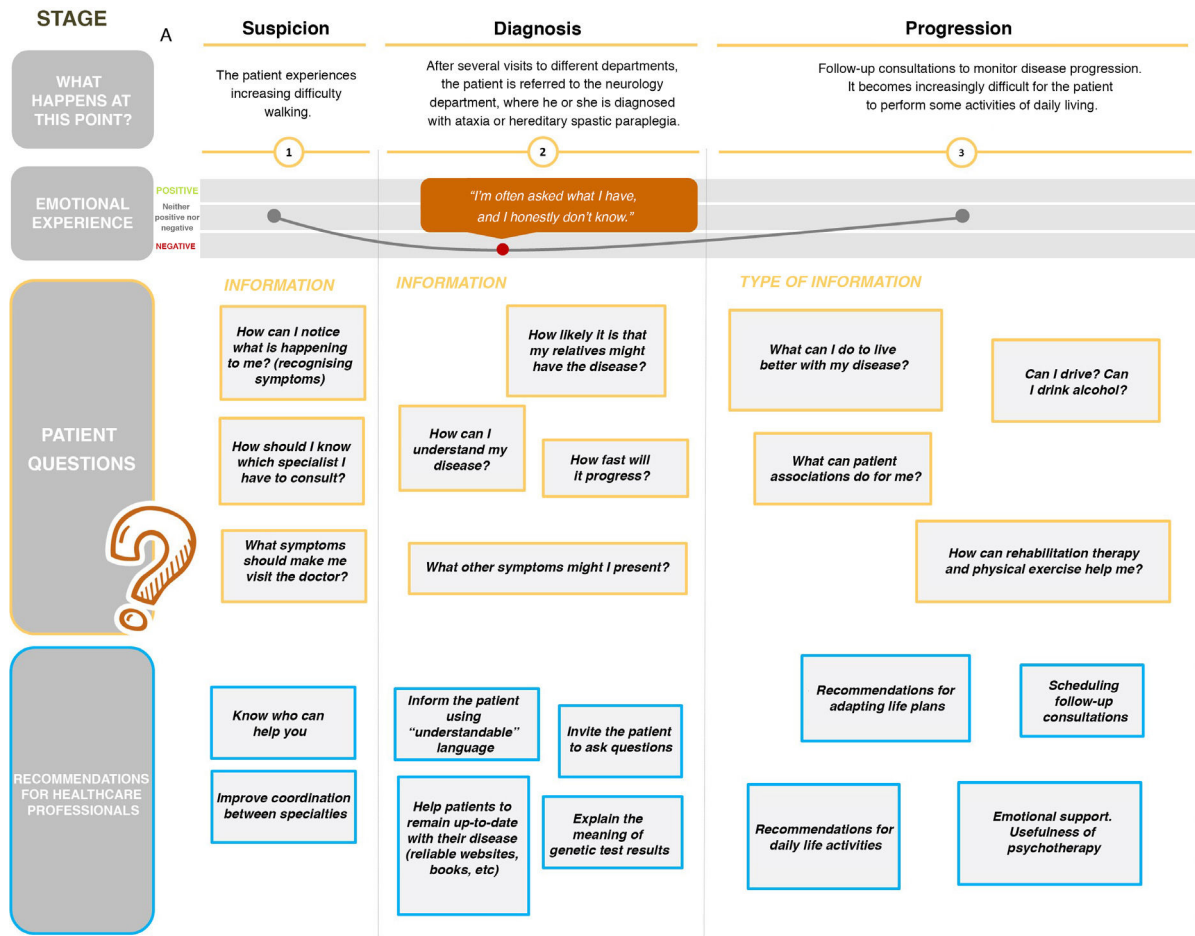 STAGE
A
Suspicion
Diagnosis
Progression
WHAT
HAPPENS AT
THIS POINT?
The patient experiences
increasing difficulty
walking.
After several visits to different departments,
the patient is referred to the neurology
department, where he or she is diagnosed
with ataxia or hereditary spastic paraplegia.
Follow-up consultations to monitor disease progression.
It becomes increasingly difficult for the patient
to perform some activities of daily living.
1
2
3
EMOTIONAL
EXPERIENCE
POSITIVE
Neither
positive nor
negative
NEGATIVE
“I’m often asked what I have,
and I honestly don’t know.”
PATIENT
QUESTIONS
INFORMATION
How can I notice
what is happening
to me? (recognising
symptoms)
How should I know
which specialist I
have to consult?
What symptoms
should make me
visit the doctor?
INFORMATION
How likely it is that
my relatives might
have the disease?
How can I
understand my
disease?
How fast will
it progress?
What other symptoms might I present?
TYPE OF INFORMATION
What can I do to live
better with my disease?
Can I drive? Can
I drink alcohol?
What can patient
associations do for me?
How can rehabilitation therapy
and physical exercise help me?
RECOMMENDATIONS
FOR HEALTHCARE
PROFESSIONALS
Know who can
help you
Improve coordination
between specialties
Inform the patient
using
“understandable”
language
Invite the patient
to ask questions
Help patients to
remain up-to-date
with their disease
(reliable websites,
books, etc)
Explain the
meaning of
genetic test results
Recommendations for
adapting life plans
Scheduling
follow-up
consultations
Recommendations for
daily life activities
Emotional support.
Usefulness of
psychotherapy